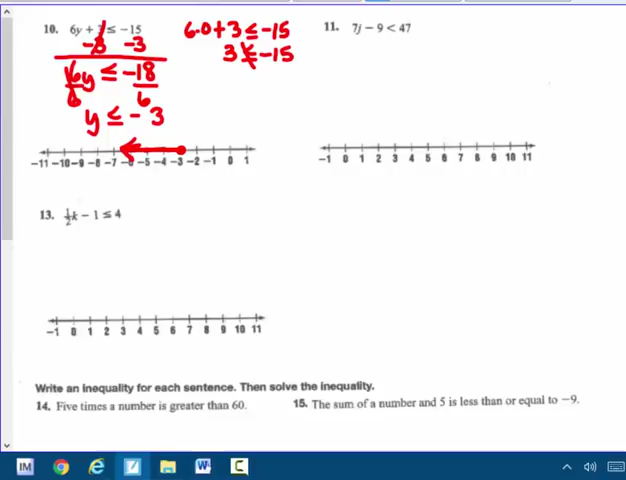 10. 6y + 3 ≤ −15
-3 -3
6y ≤ -18
6 6
y ≤ -3
6·0+3 ≤ -15
3 ≤ -15
11. 7j − 9 < 47
−11 −10 −9 −8 −7 −6 −5 −4 −3 −2 −1 0 1
−1 0 1 2 3 4 5 6 7 8 9 10 11
13. ½k − 1 ≤ 4
−1 0 1 2 3 4 5 6 7 8 9 10 11
Write an inequality for each sentence. Then solve the inequality.
14. Five times a number is greater than 60.
15. The sum of a number and 5 is less than or equal to −9.
IM